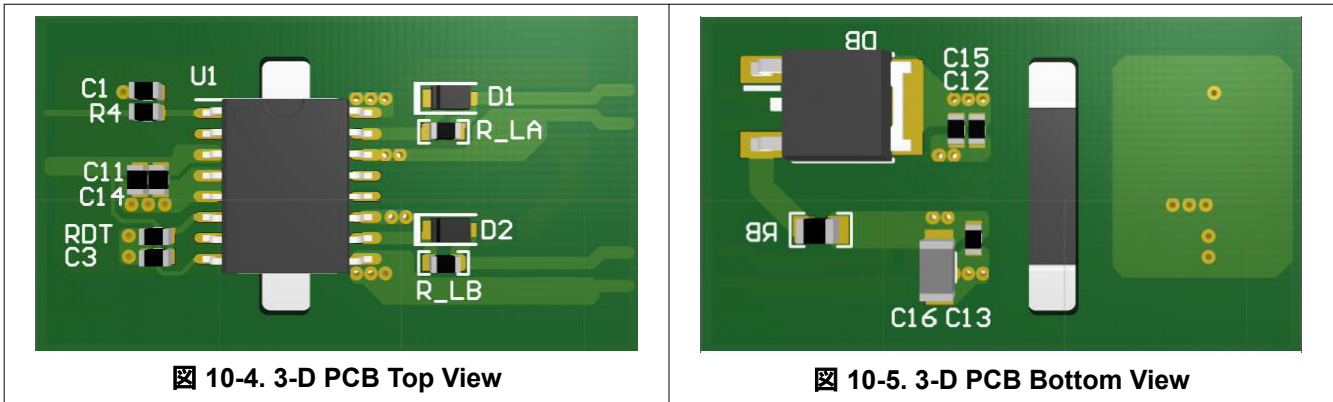 C1
R4
U1
D1
R_LA
C11
C14
RDT
C3
D2
R_LB
図 10-4. 3-D PCB Top View
DB
C15
C12
RB
C16 C13
図 10-5. 3-D PCB Bottom View